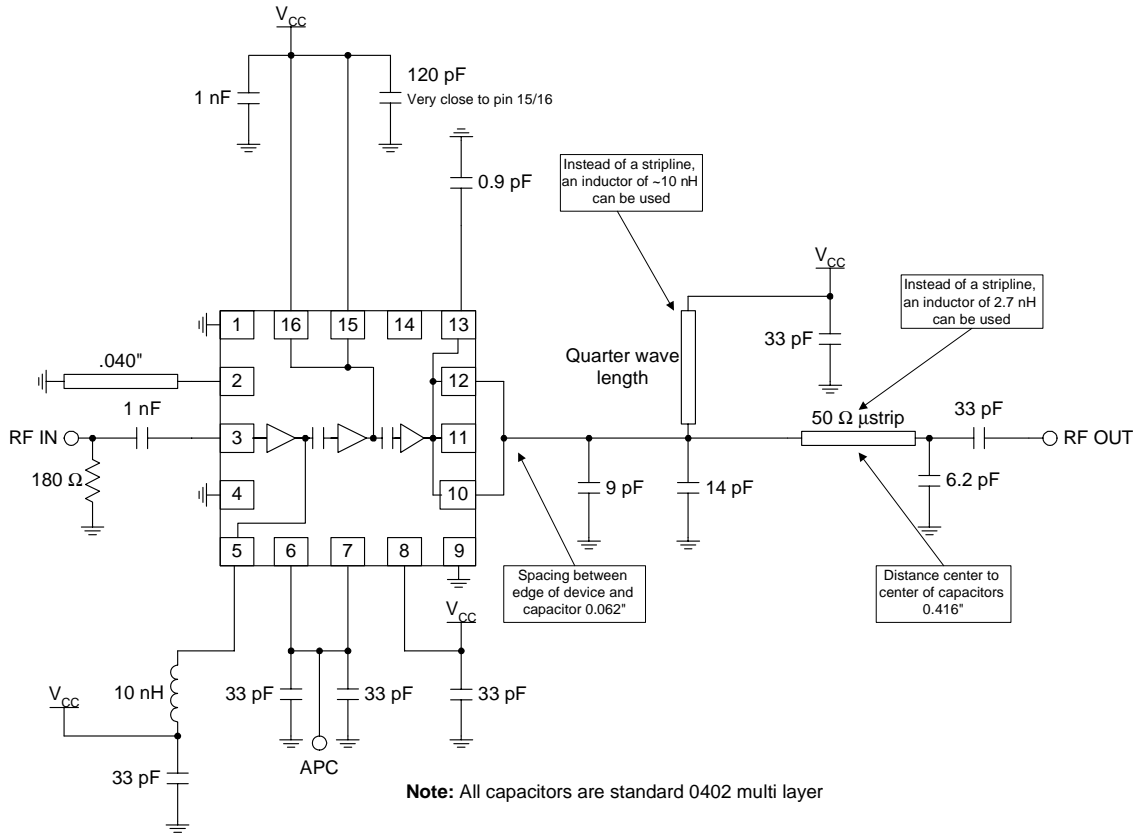 VCC
1 nF
120 pF
Very close to pin 15/16
0.9 pF
Instead of a stripline,
an inductor of ~10 nH
can be used
VCC
Instead of a stripline,
an inductor of 2.7 nH
can be used
33 pF
Quarter wave
length
1
16
15
14
13
.040"
2
12
1 nF
RF IN
3
11
50 Ω µstrip
33 pF
RF OUT
180 Ω
4
10
9 pF
14 pF
6.2 pF
5
6
7
8
9
Spacing between
edge of device and
capacitor 0.062"
Distance center to
center of capacitors
0.416"
VCC
VCC
10 nH
33 pF
33 pF
33 pF
APC
33 pF
Note: All capacitors are standard 0402 multi layer